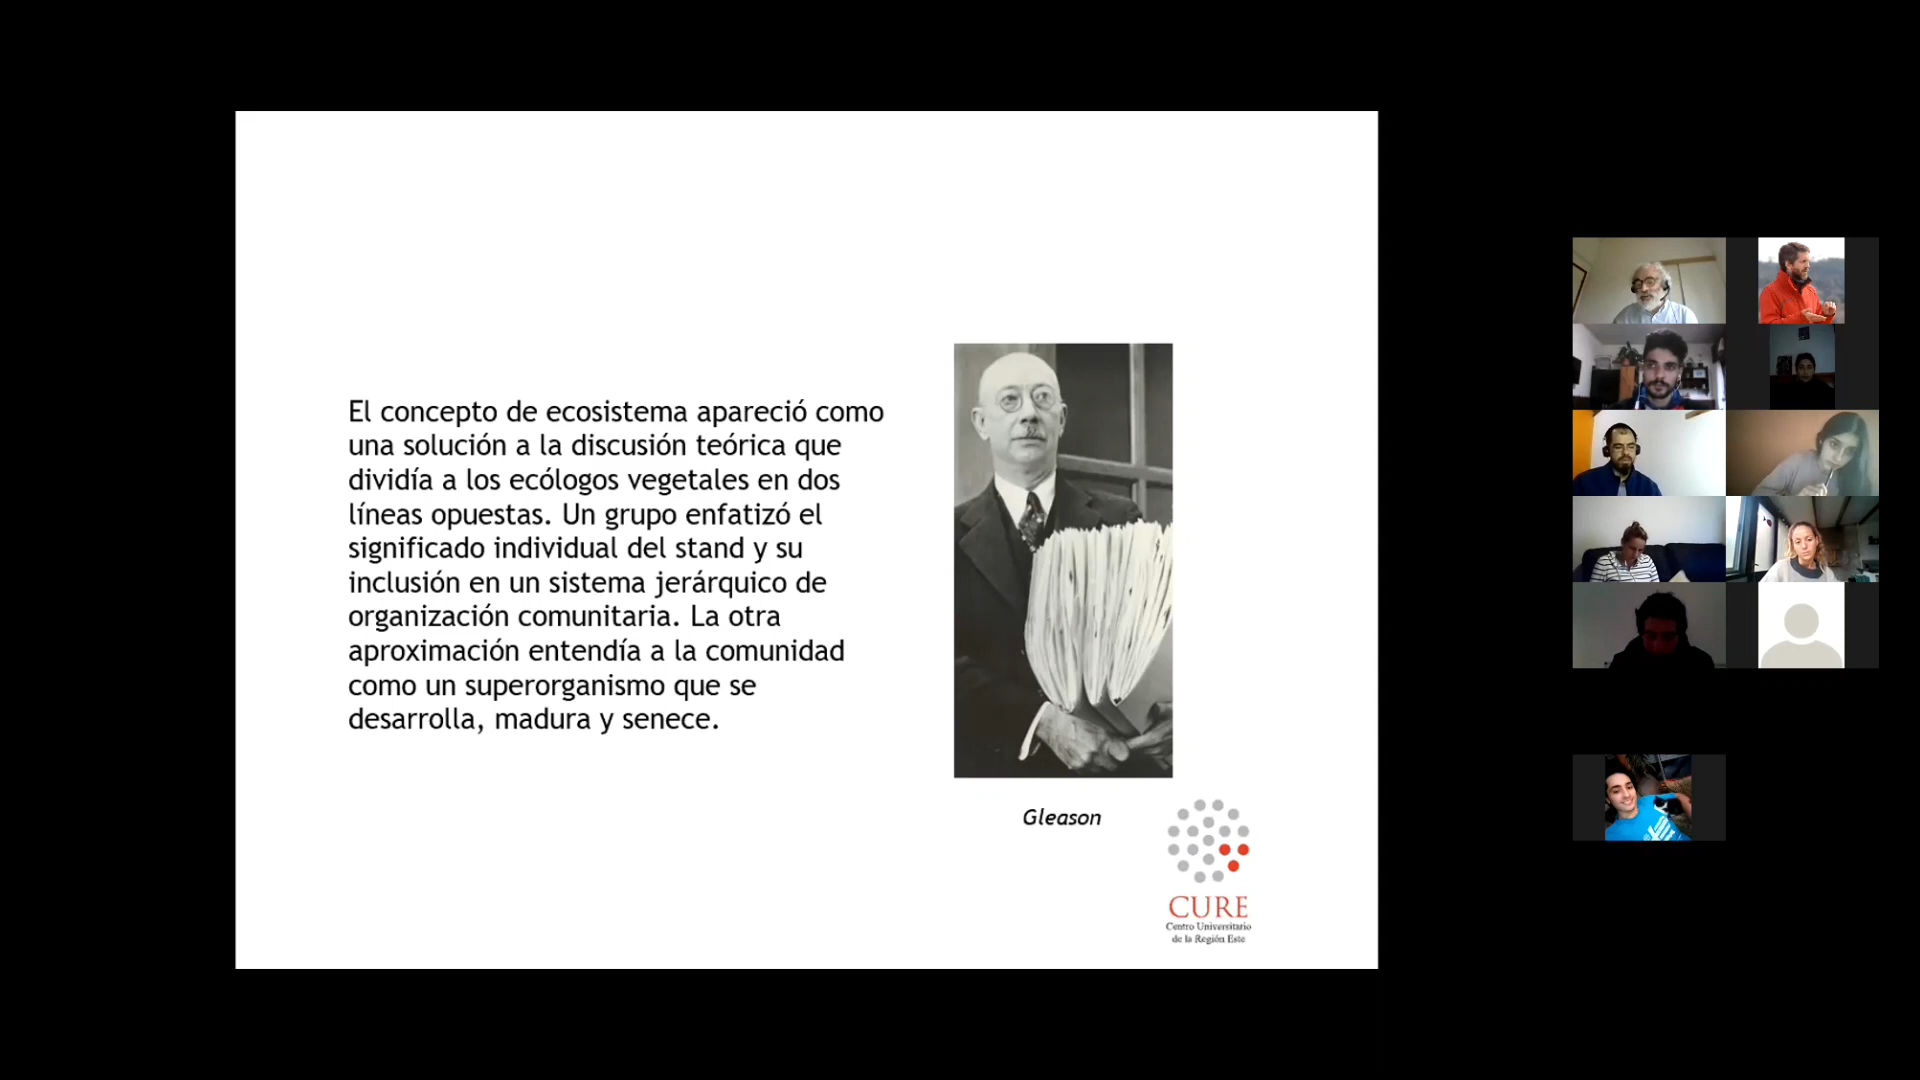 El concepto de ecosistema apareció como
una solución a la discusión teórica que
dividía a los ecólogos vegetales en dos
líneas opuestas. Un grupo enfatizó el
significado individual del stand y su
inclusión en un sistema jerárquico de
organización comunitaria. La otra
aproximación entendía a la comunidad
como un superorganismo que se
desarrolla, madura y senece.
Gleason
CURE
Centro Universitario
de la Región Este